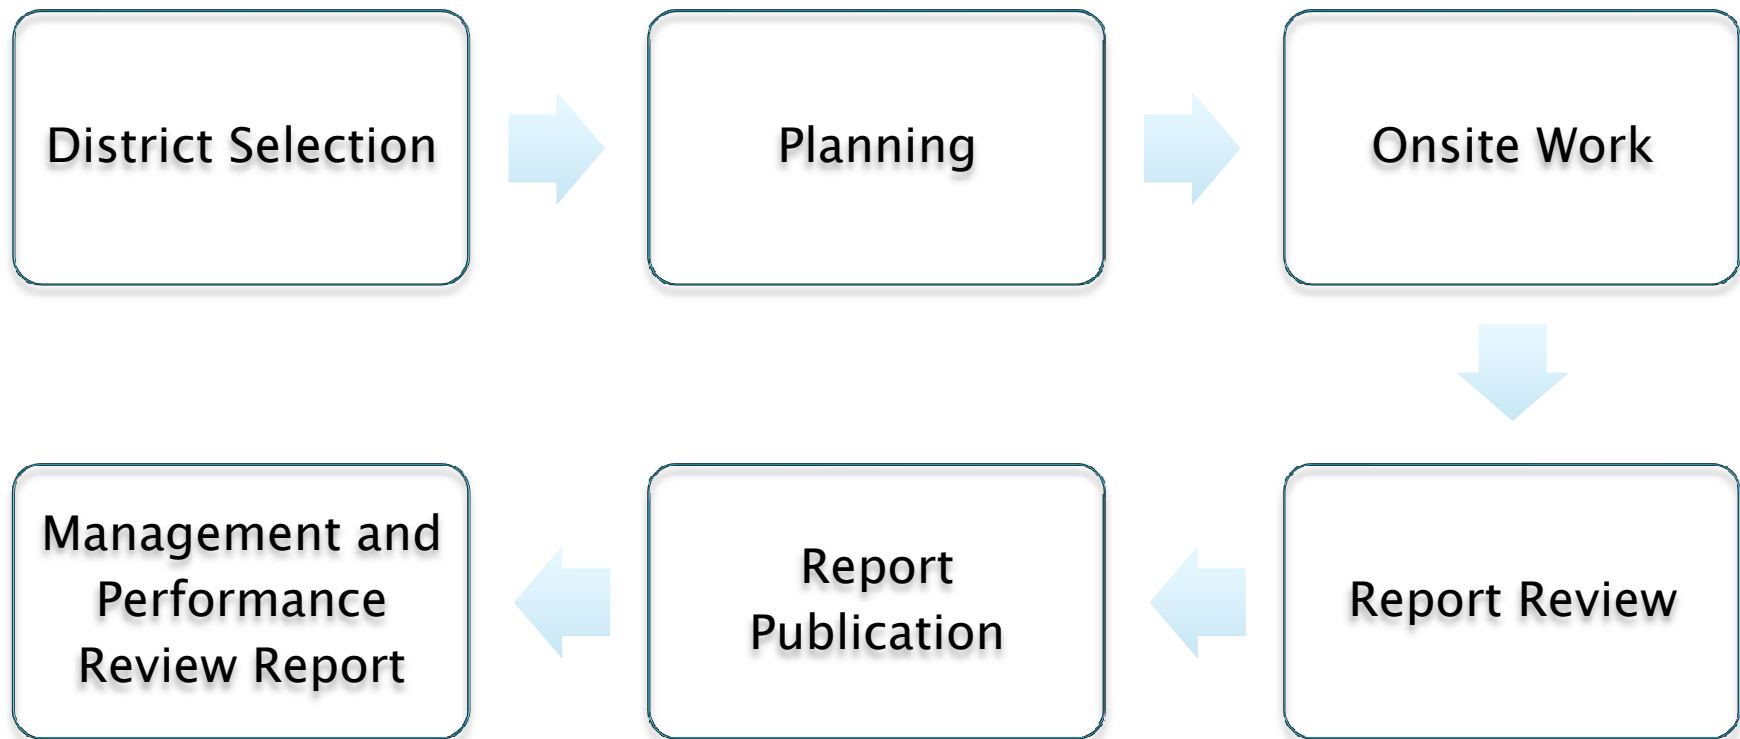 District Selection
Planning
Onsite Work
Report Review
Report
Publication
Management and
Performance
Review Report